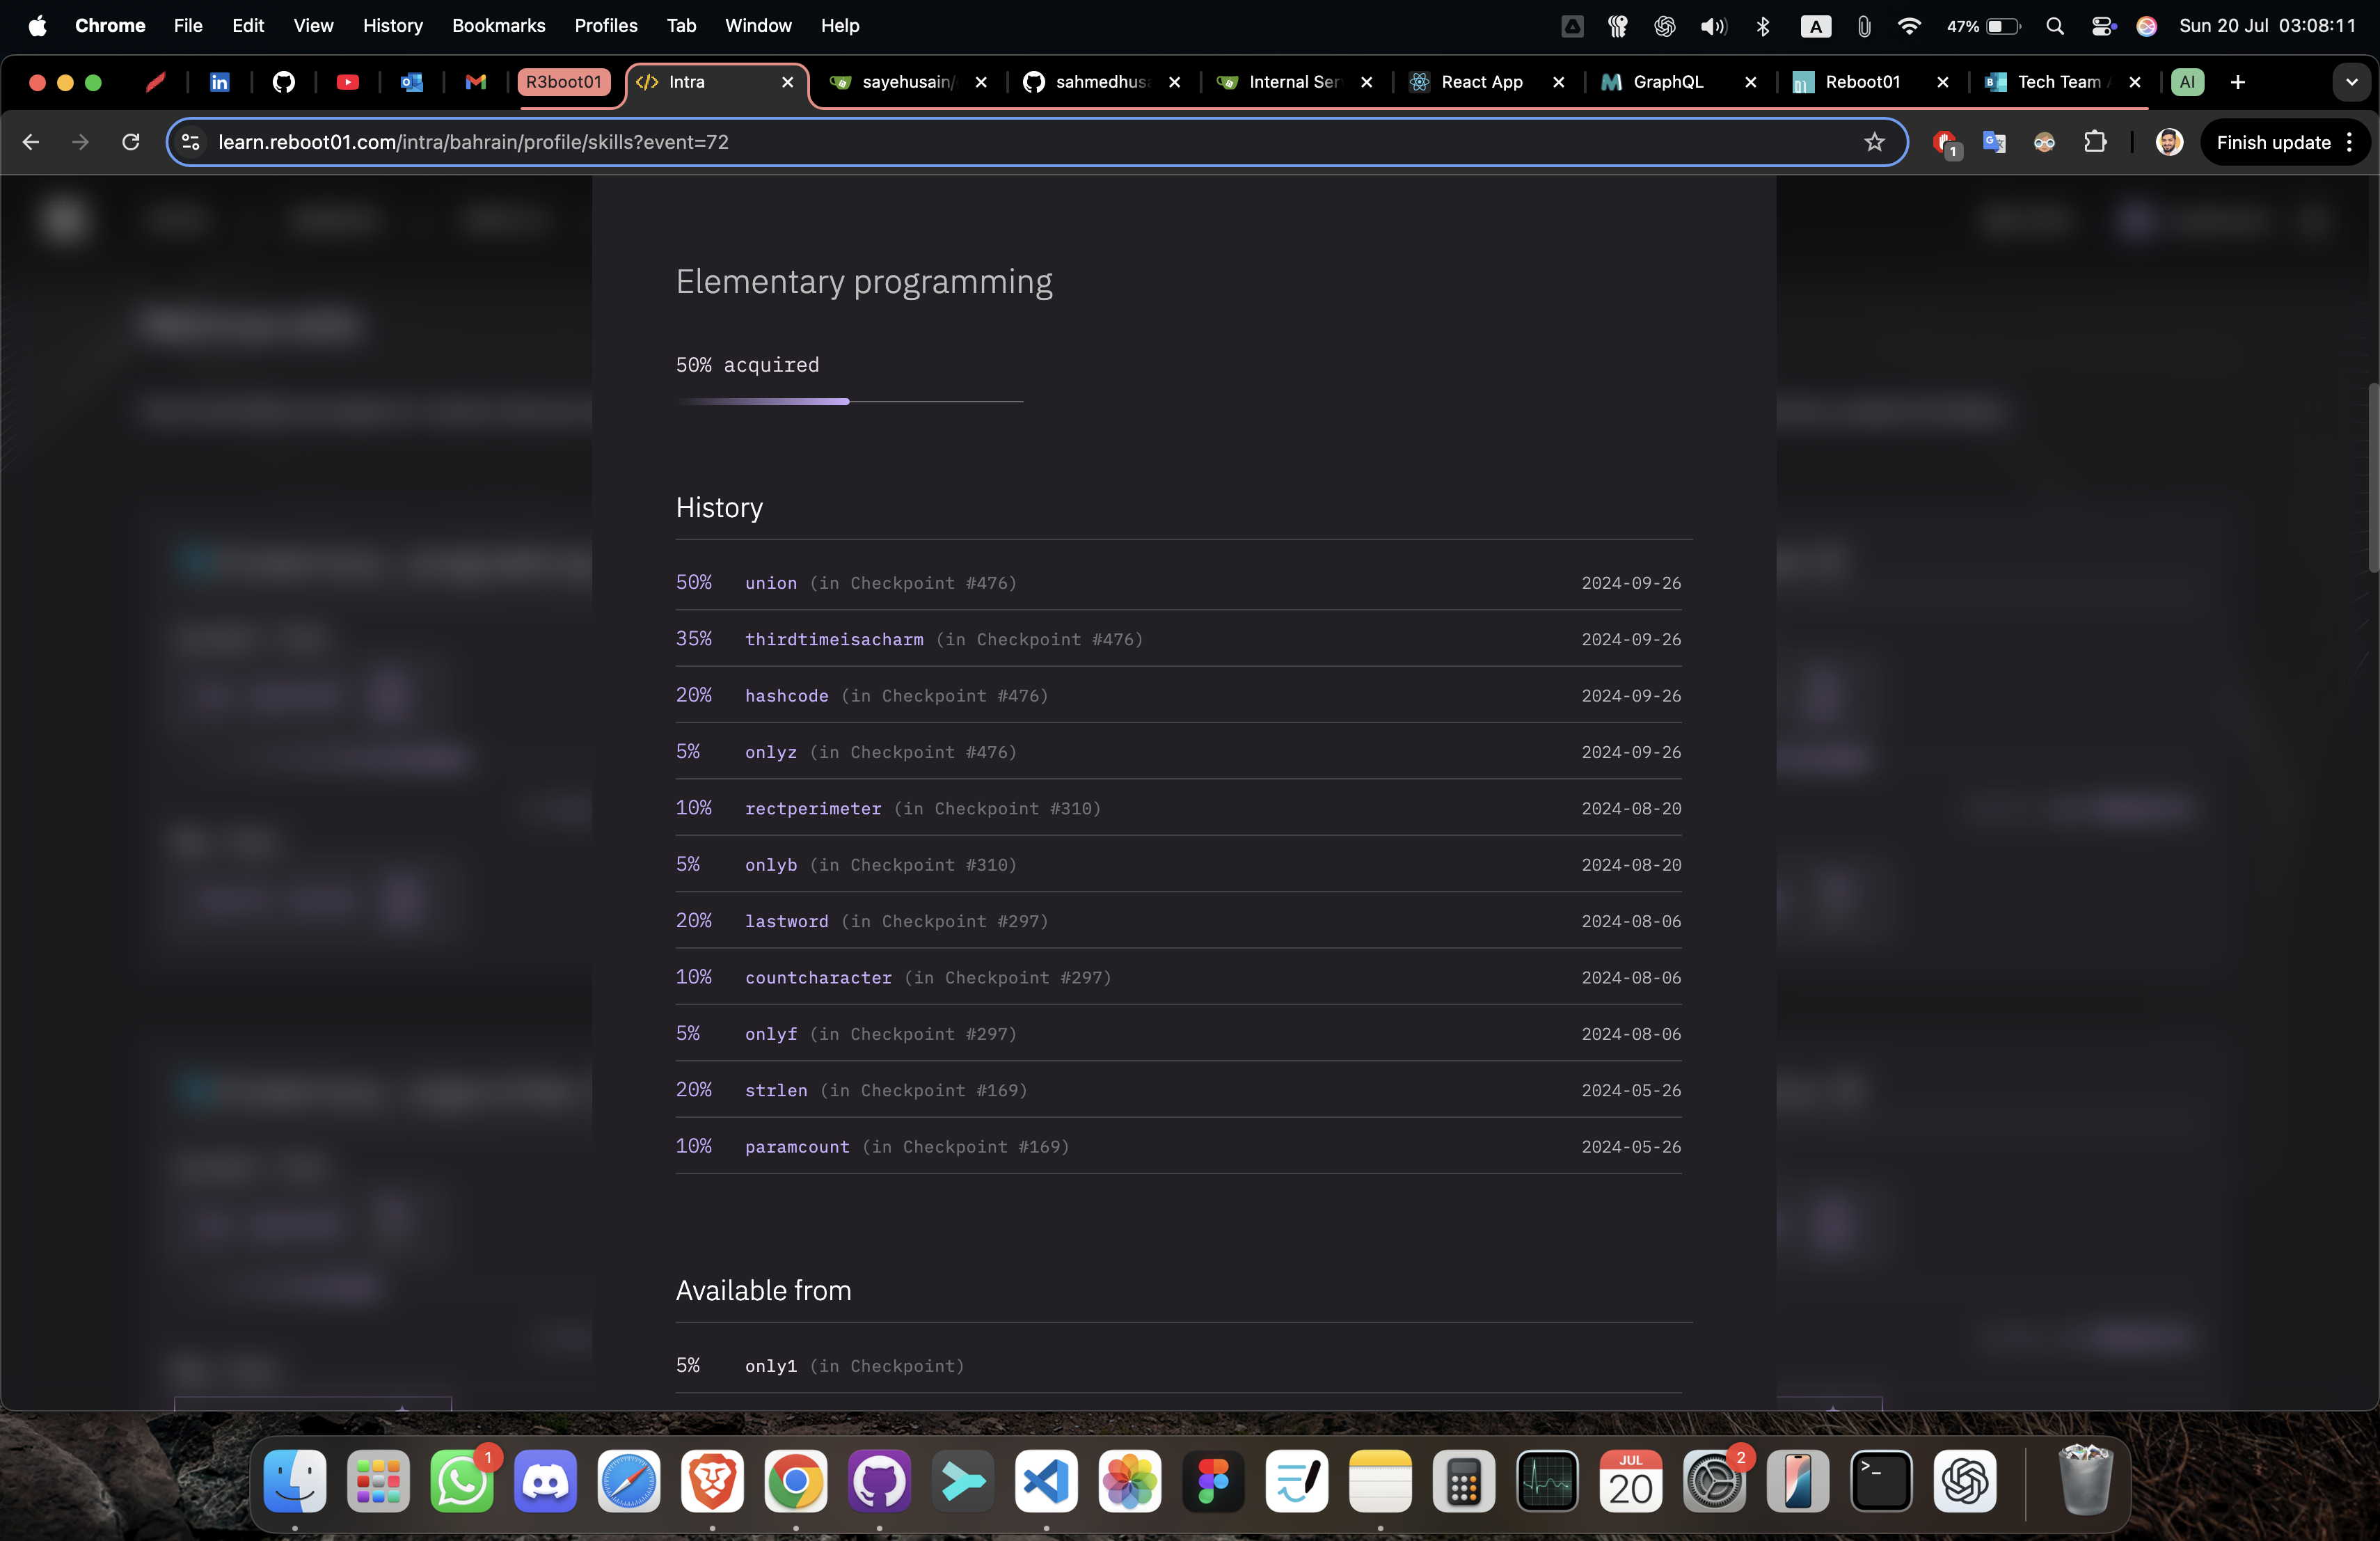 Chrome File Edit View History Bookmarks Profiles Tab Window Help A 47% Sun 20 Jul 03:08:11
R3boot01 Intra sayehusain/ sahmedhusa Internal Ser React App GraphQL Reboot01 Tech Team AI
learn.reboot01.com/intra/bahrain/profile/skills?event=72 1 Finish update
Elementary programming
50% acquired
History
50% union (in Checkpoint #476) 2024-09-26
35% thirdtimeisacharm (in Checkpoint #476) 2024-09-26
20% hashcode (in Checkpoint #476) 2024-09-26
5% onlyz (in Checkpoint #476) 2024-09-26
10% rectperimeter (in Checkpoint #310) 2024-08-20
5% onlyb (in Checkpoint #310) 2024-08-20
20% lastword (in Checkpoint #297) 2024-08-06
10% countcharacter (in Checkpoint #297) 2024-08-06
5% onlyf (in Checkpoint #297) 2024-08-06
20% strlen (in Checkpoint #169) 2024-05-26
10% paramcount (in Checkpoint #169) 2024-05-26
Available from
5% only1 (in Checkpoint)
1 JUL 20 2